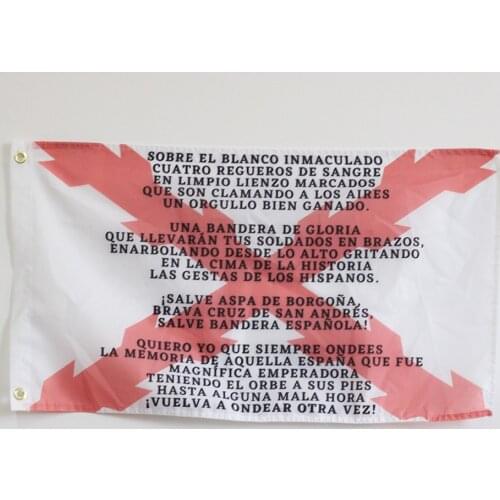 SOBRE EL BLANCO INMACULADO
CUATRO REGUEROS DE SANGRE
EN LIMPIO LIENZO MARCADOS
QUE SON CLAMANDO A LOS AIRES
UN ORGULLO BIEN GANADO.
UNA BANDERA DE GLORIA
QUE LLEVARÁN TUS SOLDADOS EN BRAZOS,
ENARBOLANDO DESDE LO ALTO GRITANDO
EN LA CIMA DE LA HISTORIA
LAS GESTAS DE LOS HISPANOS.
¡SALVE ASPA DE BORGOÑA,
BRAVA CRUZ DE SAN ANDRÉS,
SALVE BANDERA ESPAÑOLA!
QUIERO YO QUE SIEMPRE ONDEES
LA MEMORIA DE AQUELLA ESPAÑA QUE FUE
MAGNÍFICA EMPERADORA
TENIENDO EL ORBE A SUS PIES
HASTA ALGUNA MALA HORA
¡VUELVA A ONDEAR OTRA VEZ!